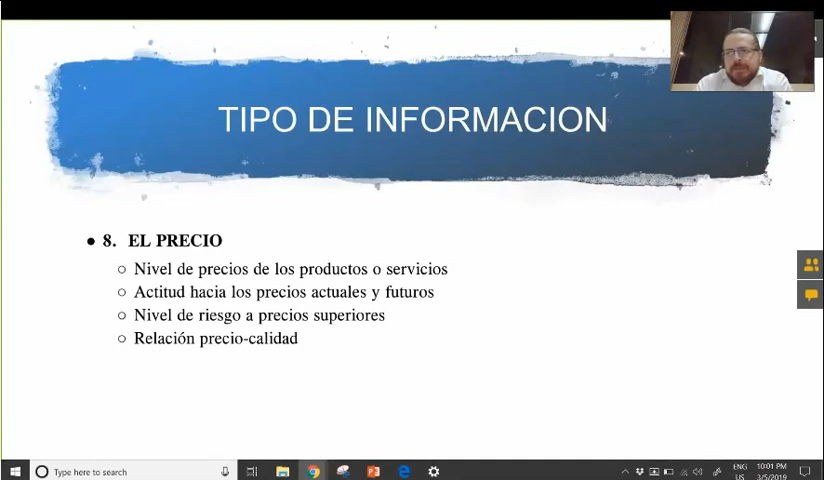 TIPO DE INFORMACION
● 8. EL PRECIO
○ Nivel de precios de los productos o servicios
○ Actitud hacia los precios actuales y futuros
○ Nivel de riesgo a precios superiores
○ Relación precio-calidad
Type here to search
ENG
US
10:01 PM
3/5/2019